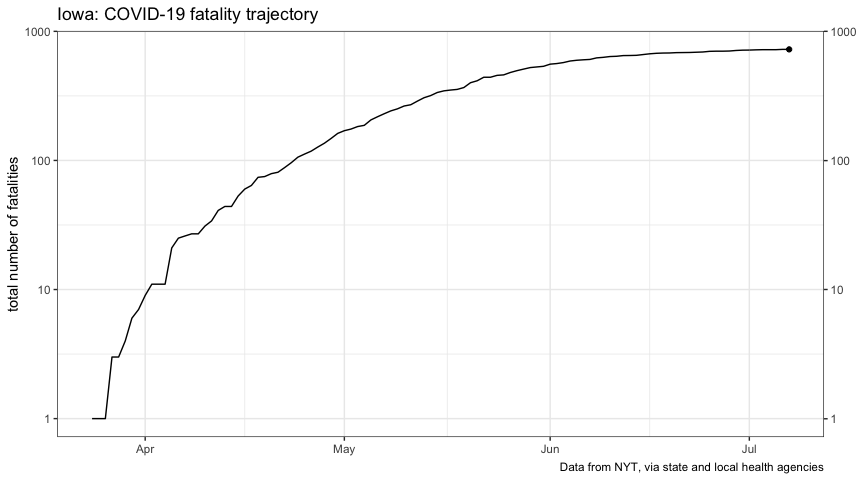 Iowa: COVID-19 fatality trajectory
1000
1000
100
100
10
10
1
1
total number of fatalities
Apr
May
Jun
Jul
Data from NYT, via state and local health agencies